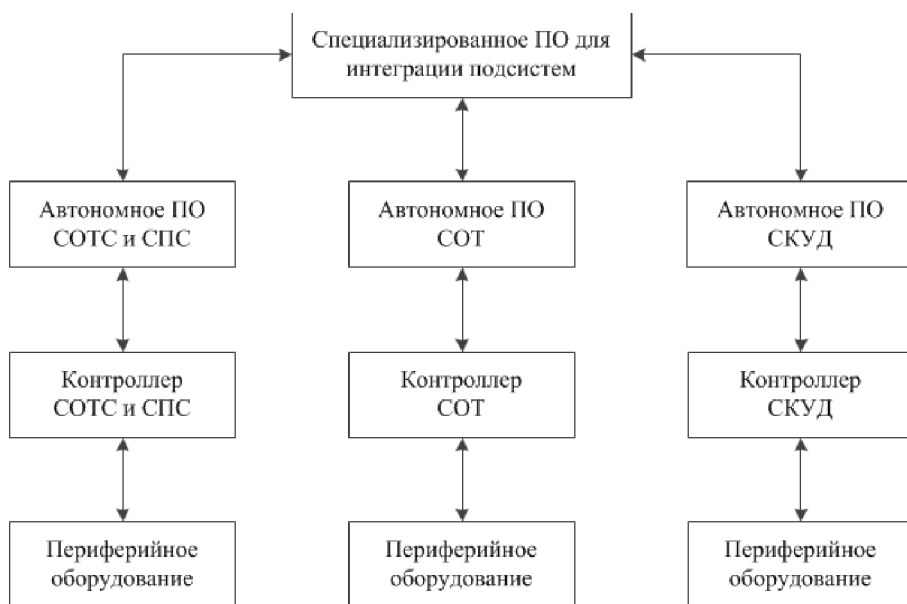 Специализированное ПО для
интеграции подсистем
Автономное ПО
СОТС и СПС
Автономное ПО
СОТ
Автономное ПО
СКУД
Контроллер
СОТС и СПС
Контроллер
СОТ
Контроллер
СКУД
Периферийное
оборудование
Периферийное
оборудование
Периферийное
оборудование